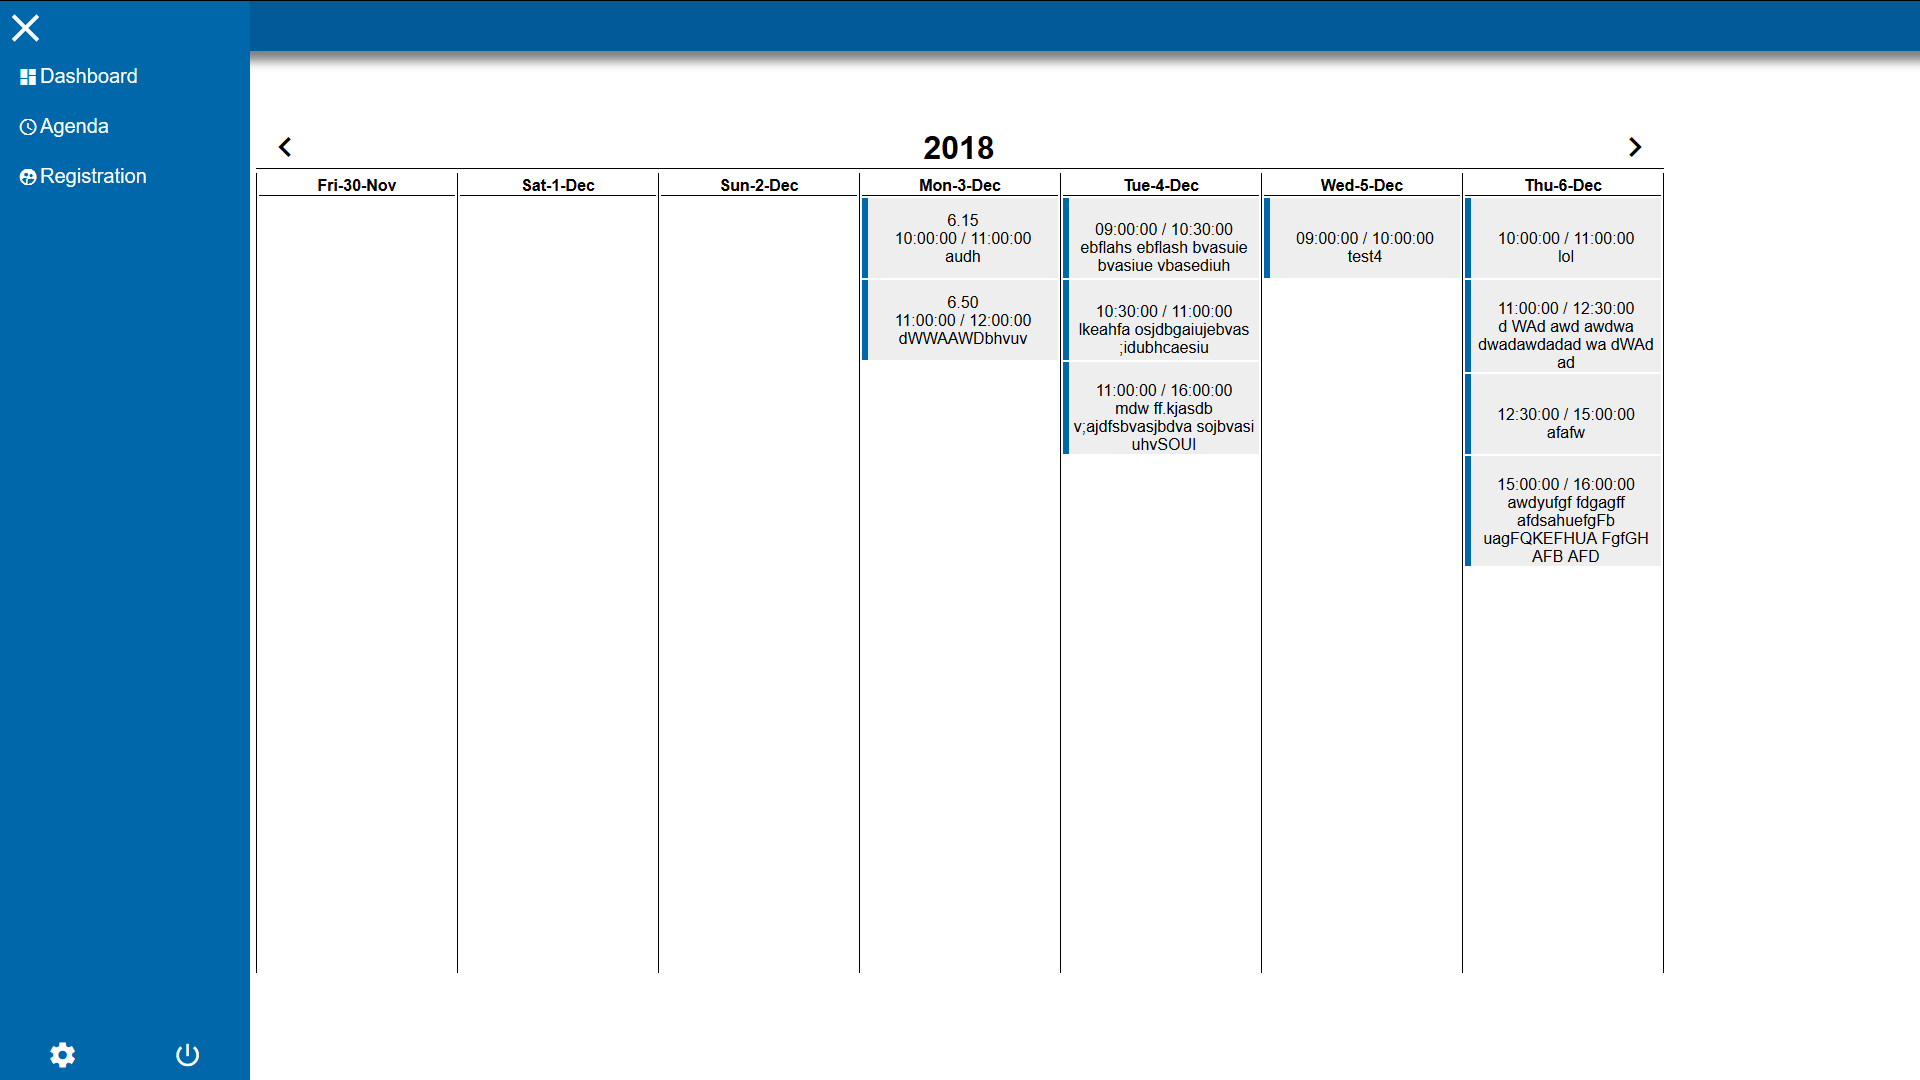 Dashboard
Agenda
Registration
2018
Fri-30-Nov
Sat-1-Dec
Sun-2-Dec
Mon-3-Dec
6.15
10:00:00 / 11:00:00
audh
6.50
11:00:00 / 12:00:00
dWWAAWDbhvuv
Tue-4-Dec
09:00:00 / 10:30:00
ebflahs ebflash bvasuie
bvasiue vbasediuh
10:30:00 / 11:00:00
lkeahfa osjdbgaiujebvas
;idubhcaesiu
11:00:00 / 16:00:00
mdw ff.kjasdb
v;ajdfsbvasjbdva sojbvasi
uhvSOUI
Wed-5-Dec
09:00:00 / 10:00:00
test4
Thu-6-Dec
10:00:00 / 11:00:00
lol
11:00:00 / 12:30:00
d WAd awd awdwa
dwadawdadad wa dWAd
ad
12:30:00 / 15:00:00
afafw
15:00:00 / 16:00:00
awdyufgf fdgagff
afdsahuefgFb
uagFQKEFHUA FgfGH
AFB AFD